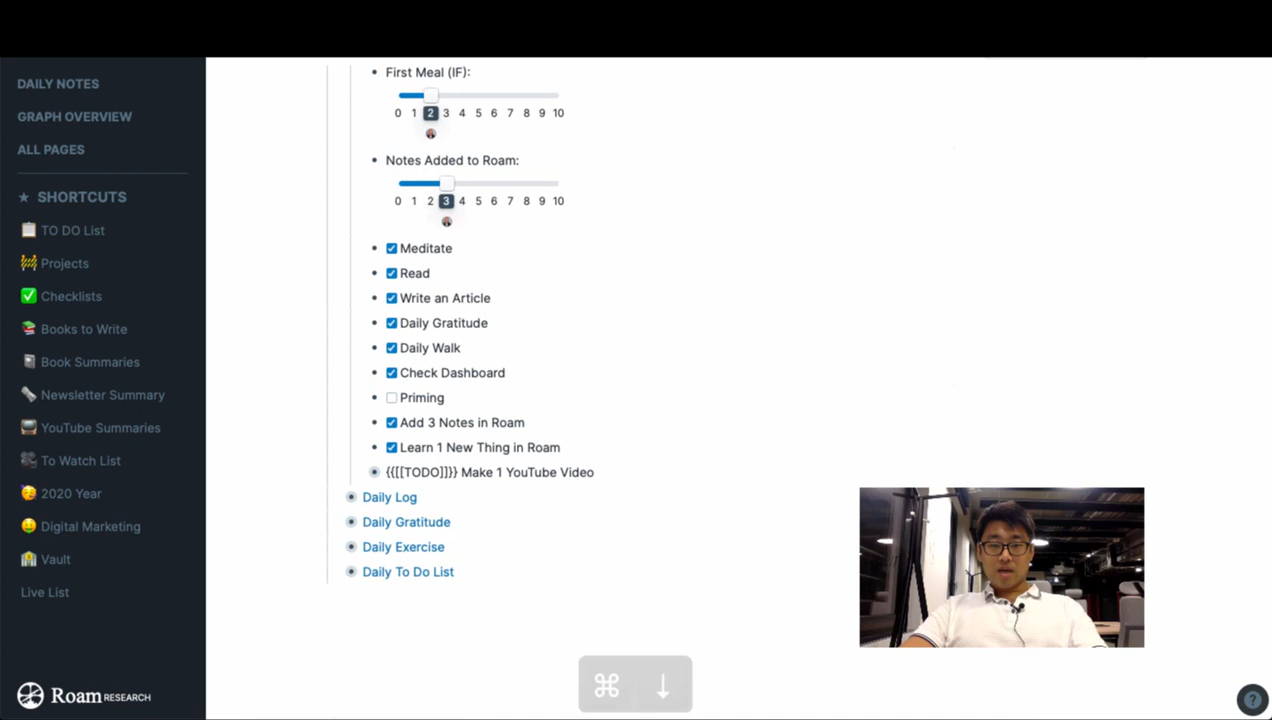 DAILY NOTES
GRAPH OVERVIEW
ALL PAGES
★ SHORTCUTS
TO DO List
Projects
Checklists
Books to Write
Book Summaries
Newsletter Summary
YouTube Summaries
To Watch List
2020 Year
Digital Marketing
Vault
Live List
Roam RESEARCH
First Meal (IF):
0 1 2 3 4 5 6 7 8 9 10
Notes Added to Roam:
0 1 2 3 4 5 6 7 8 9 10
Meditate
Read
Write an Article
Daily Gratitude
Daily Walk
Check Dashboard
Priming
Add 3 Notes in Roam
Learn 1 New Thing in Roam
{{[[TODO]]}} Make 1 YouTube Video
Daily Log
Daily Gratitude
Daily Exercise
Daily To Do List
⌘ ↓
?